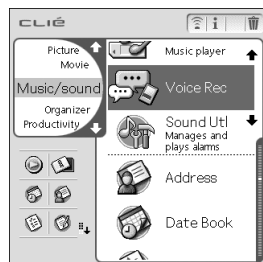 CLIÉ
i
Picture
Movie
Music/sound
Organizer
Productivity
Music player
Voice Rec
Sound Utl
Manages and
plays alarms
Address
Date Book